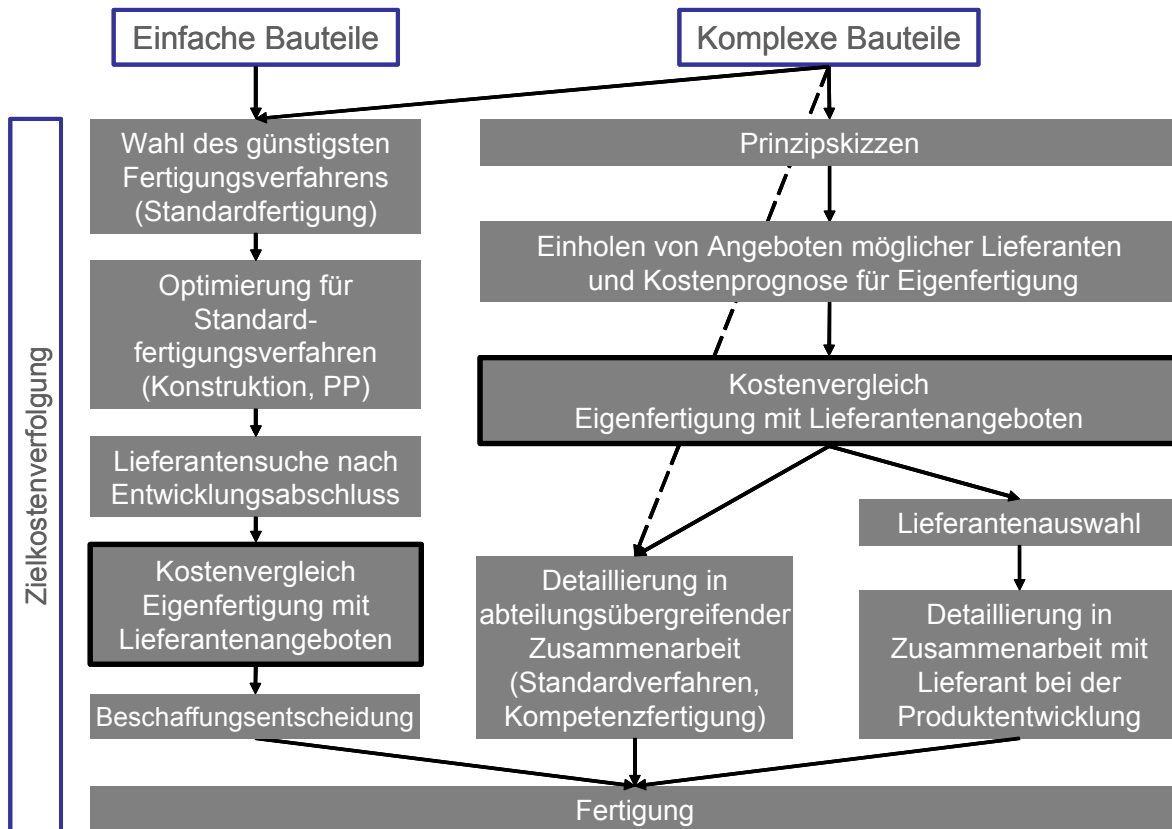 Einfache Bauteile
Komplexe Bauteile
Zielkostenverfolgung
Wahl des günstigsten
Fertigungsverfahrens
(Standardfertigung)
Optimierung für
Standard-
fertigungsverfahren
(Konstruktion, PP)
Lieferantensuche nach
Entwicklungsabschluss
Kostenvergleich
Eigenfertigung mit
Lieferantenangeboten
Beschaffungsentscheidung
Prinzipskizzen
Einholen von Angeboten möglicher Lieferanten
und Kostenprognose für Eigenfertigung
Kostenvergleich
Eigenfertigung mit Lieferantenangeboten
Detaillierung in
abteilungsübergreifender
Zusammenarbeit
(Standardverfahren,
Kompetenzfertigung)
Lieferantenauswahl
Detaillierung in
Zusammenarbeit mit
Lieferant bei der
Produktentwicklung
Fertigung